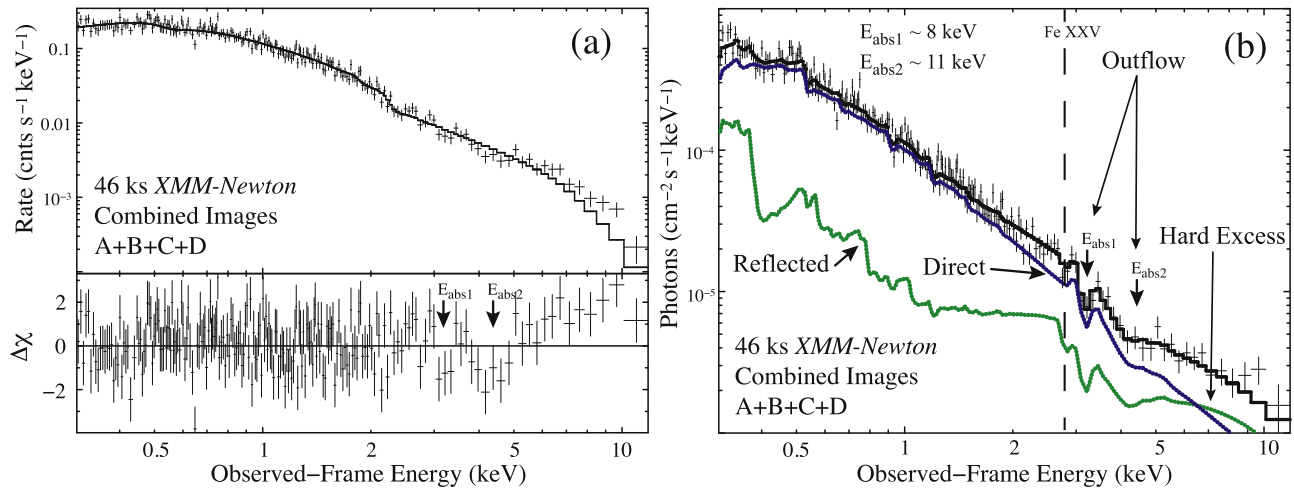 (a)
Rate (cnts s⁻¹ keV⁻¹)
0.1
0.01
10⁻³
46 ks XMM-Newton
Combined Images
A+B+C+D
Δχ
2
0
−2
E_abs1
E_abs2
0.5
1
2
5
10
Observed−Frame Energy (keV)
(b)
Photons (cm⁻² s⁻¹ keV⁻¹)
10⁻⁴
10⁻⁵
E_abs1 ~ 8 keV
E_abs2 ~ 11 keV
Fe XXV
Outflow
E_abs1
E_abs2
Hard Excess
Reflected
Direct
46 ks XMM-Newton
Combined Images
A+B+C+D
0.5
1
2
5
10
Observed−Frame Energy (keV)